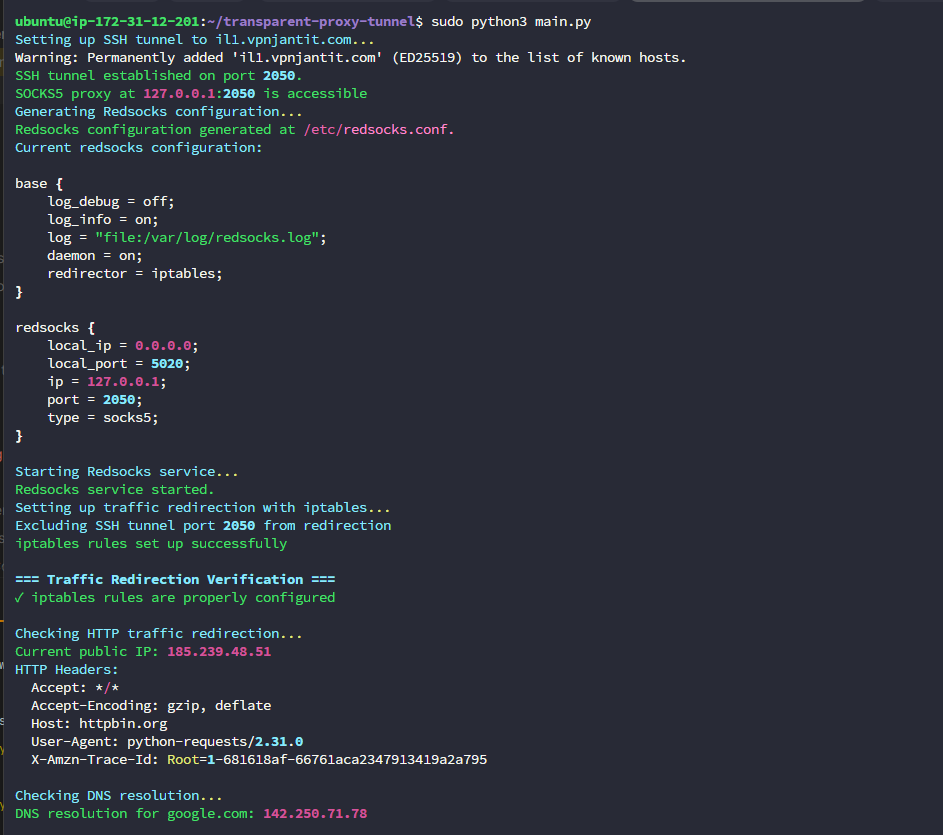 ubuntu@ip-172-31-12-201:~/transparent-proxy-tunnel$ sudo python3 main.py
Setting up SSH tunnel to il1.vpnjantit.com...
Warning: Permanently added 'il1.vpnjantit.com' (ED25519) to the list of known hosts.
SSH tunnel established on port 2050.
SOCKS5 proxy at 127.0.0.1:2050 is accessible
Generating Redsocks configuration...
Redsocks configuration generated at /etc/redsocks.conf.
Current redsocks configuration:

base {
    log_debug = off;
    log_info = on;
    log = "file:/var/log/redsocks.log";
    daemon = on;
    redirector = iptables;
}

redsocks {
    local_ip = 0.0.0.0;
    local_port = 5020;
    ip = 127.0.0.1;
    port = 2050;
    type = socks5;
}

Starting Redsocks service...
Redsocks service started.
Setting up traffic redirection with iptables...
Excluding SSH tunnel port 2050 from redirection
iptables rules set up successfully

=== Traffic Redirection Verification ===
✓ iptables rules are properly configured

Checking HTTP traffic redirection...
Current public IP: 185.239.48.51
HTTP Headers:
  Accept: */*
  Accept-Encoding: gzip, deflate
  Host: httpbin.org
  User-Agent: python-requests/2.31.0
  X-Amzn-Trace-Id: Root=1-681618af-66761aca2347913419a2a795

Checking DNS resolution...
DNS resolution for google.com: 142.250.71.78